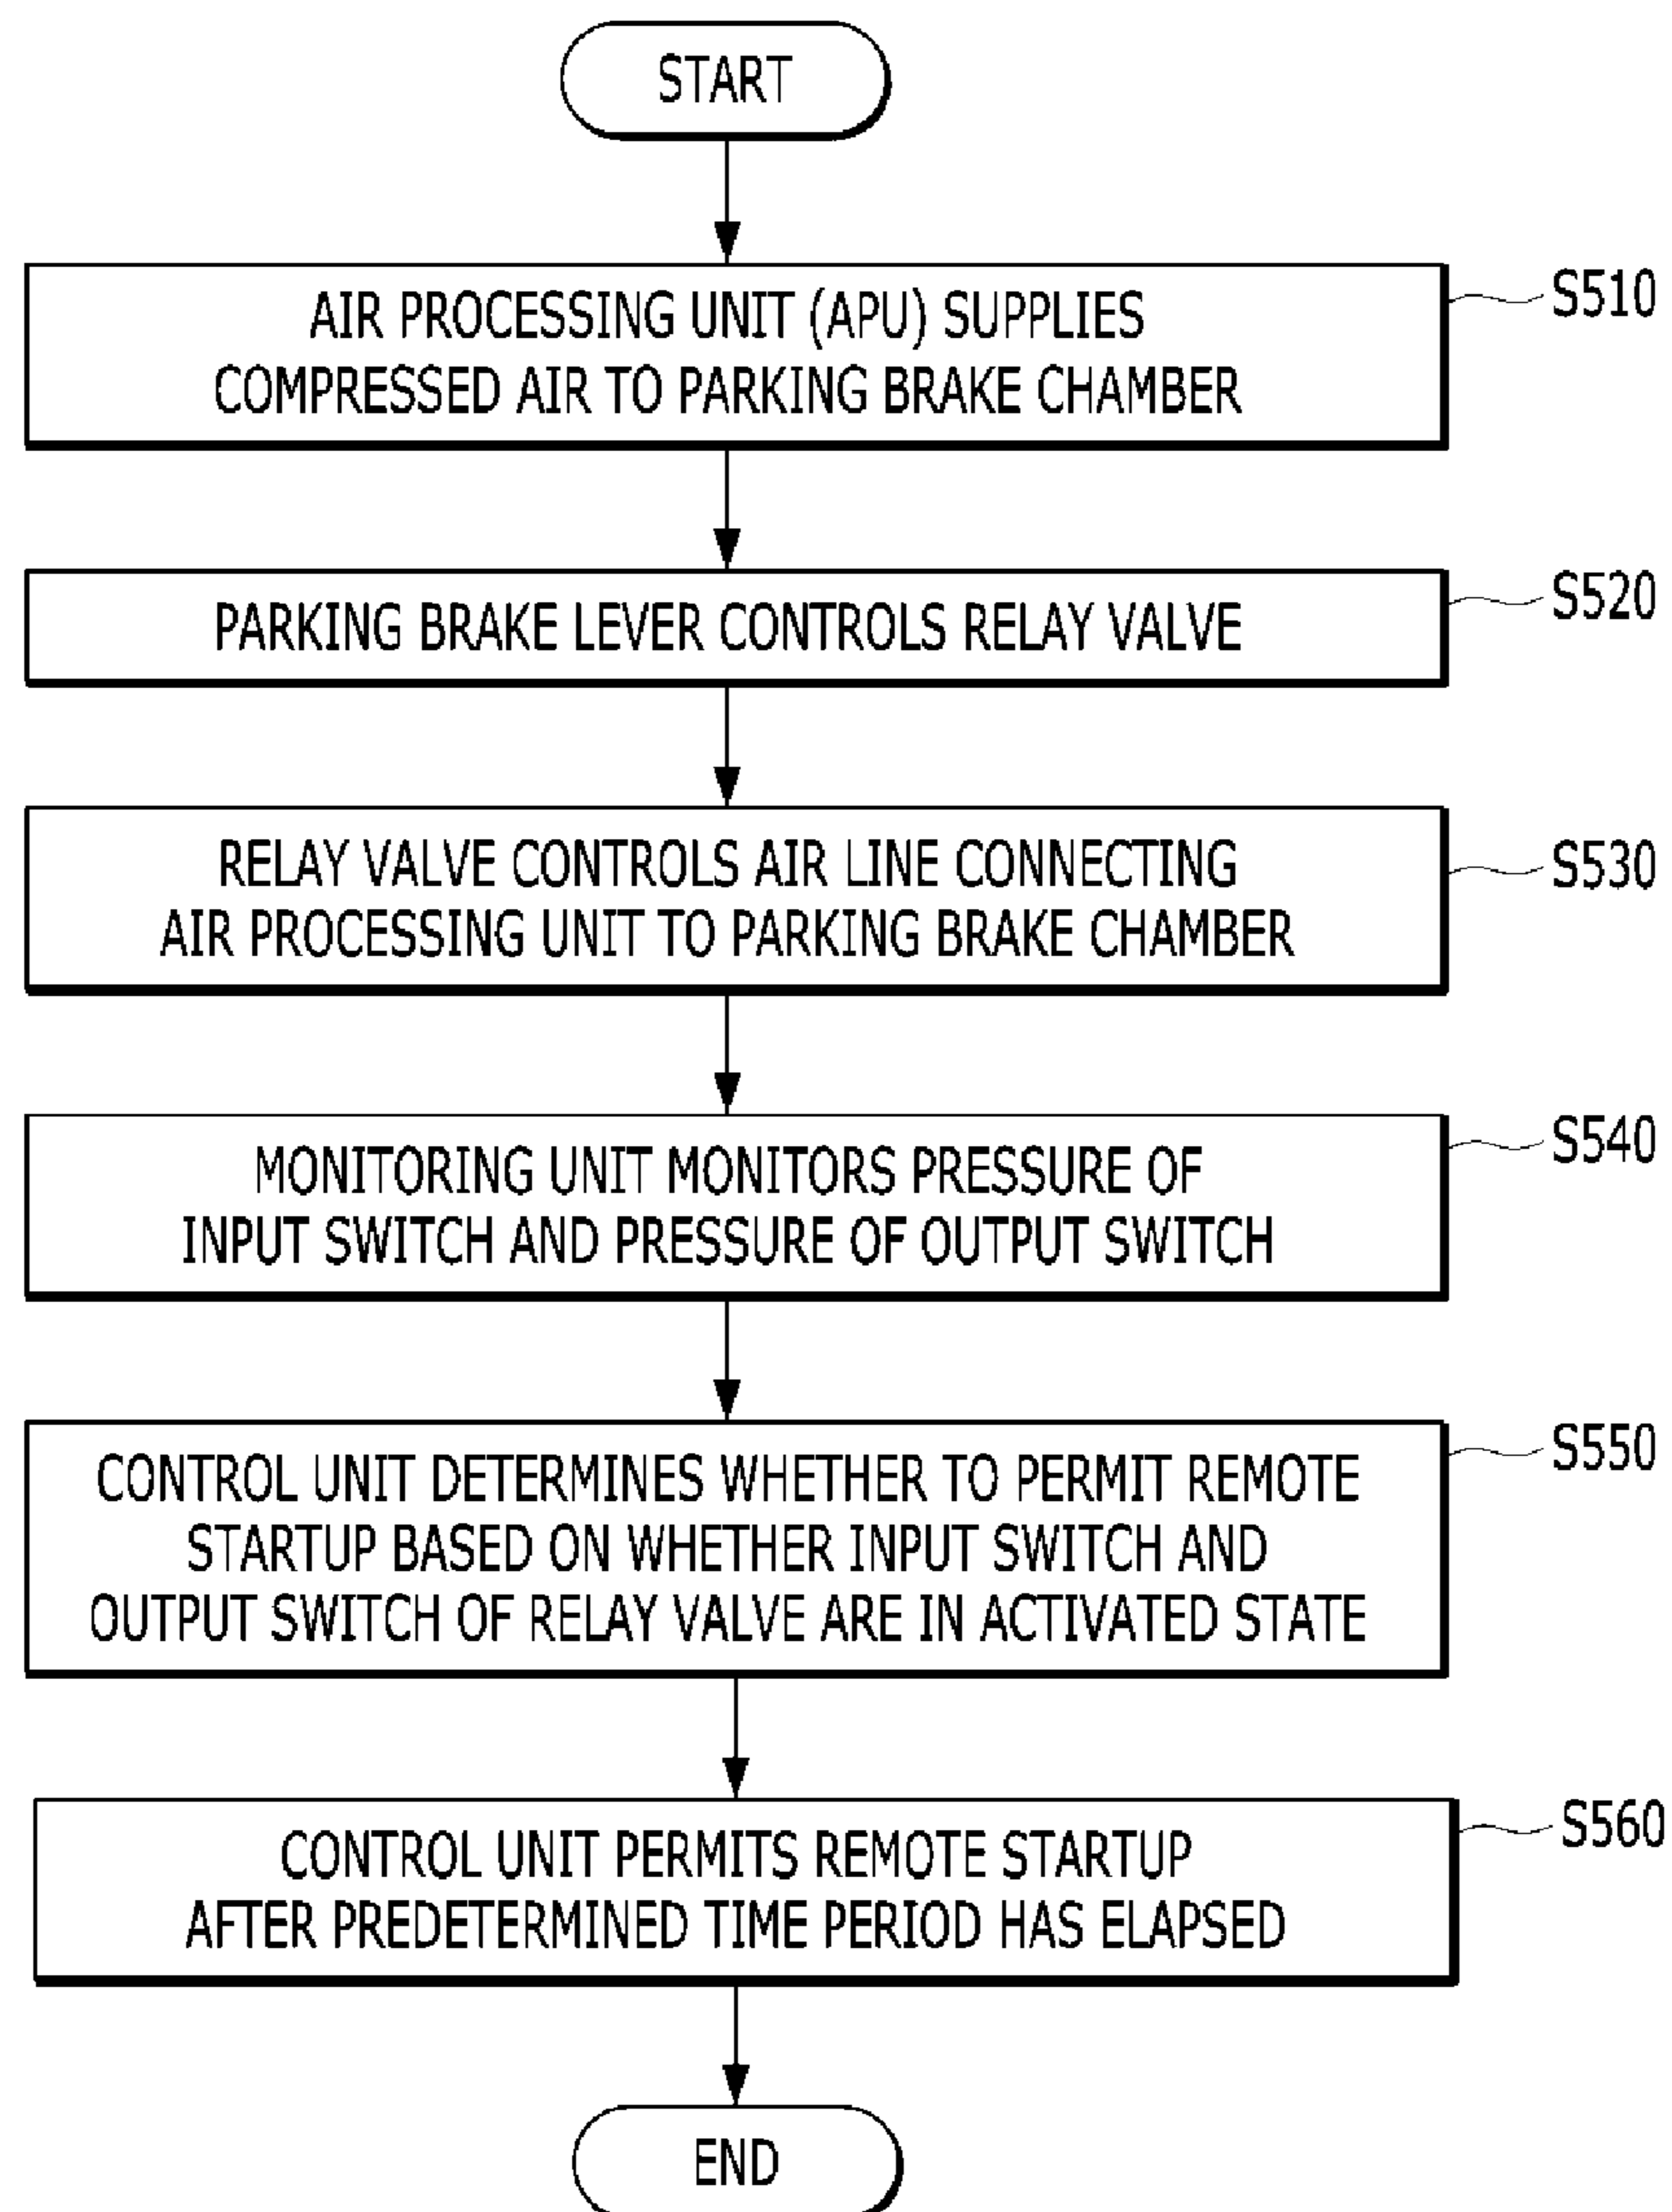 START
AIR PROCESSING UNIT (APU) SUPPLIES
COMPRESSED AIR TO PARKING BRAKE CHAMBER
S510
PARKING BRAKE LEVER CONTROLS RELAY VALVE
S520
RELAY VALVE CONTROLS AIR LINE CONNECTING
AIR PROCESSING UNIT TO PARKING BRAKE CHAMBER
S530
MONITORING UNIT MONITORS PRESSURE OF
INPUT SWITCH AND PRESSURE OF OUTPUT SWITCH
S540
CONTROL UNIT DETERMINES WHETHER TO PERMIT REMOTE
STARTUP BASED ON WHETHER INPUT SWITCH AND
OUTPUT SWITCH OF RELAY VALVE ARE IN ACTIVATED STATE
S550
CONTROL UNIT PERMITS REMOTE STARTUP
AFTER PREDETERMINED TIME PERIOD HAS ELAPSED
S560
END